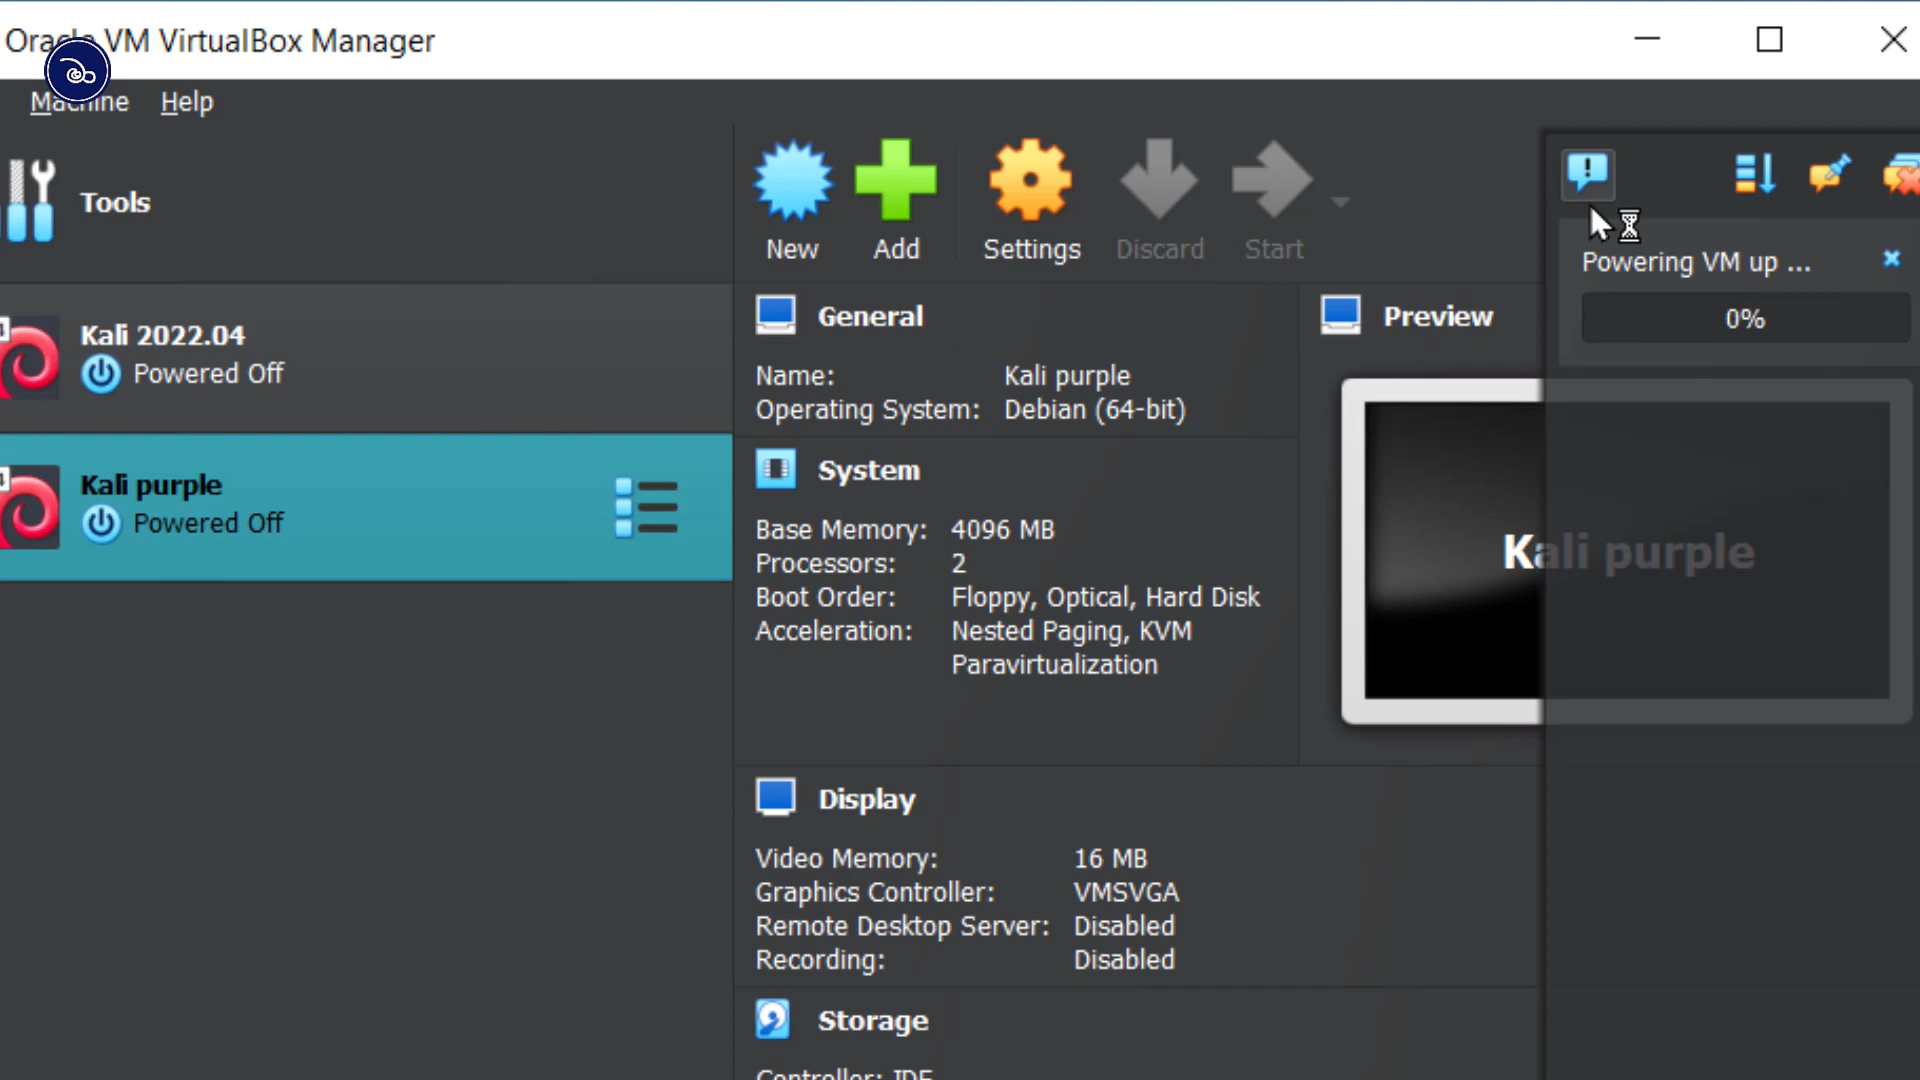 Oracle VM VirtualBox Manager
Machine Help
Tools
New Add Settings Discard Start
Powering VM up ...
0%
Kali 2022.04
Powered Off
Kali purple
Powered Off
General
Name: Kali purple
Operating System: Debian (64-bit)
Preview
Kali purple
System
Base Memory: 4096 MB
Processors: 2
Boot Order: Floppy, Optical, Hard Disk
Acceleration: Nested Paging, KVM
Paravirtualization
Display
Video Memory: 16 MB
Graphics Controller: VMSVGA
Remote Desktop Server: Disabled
Recording: Disabled
Storage
Controller: IDE